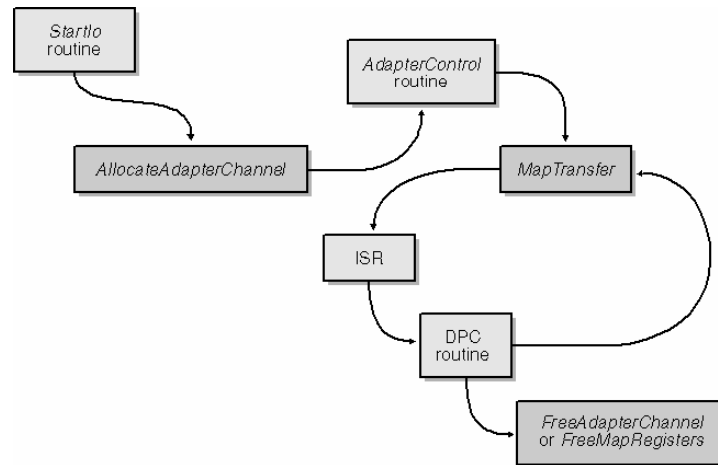 StartIo
routine
AdapterControl
routine
AllocateAdapterChannel
MapTransfer
ISR
DPC
routine
FreeAdapterChannel
or FreeMapRegisters